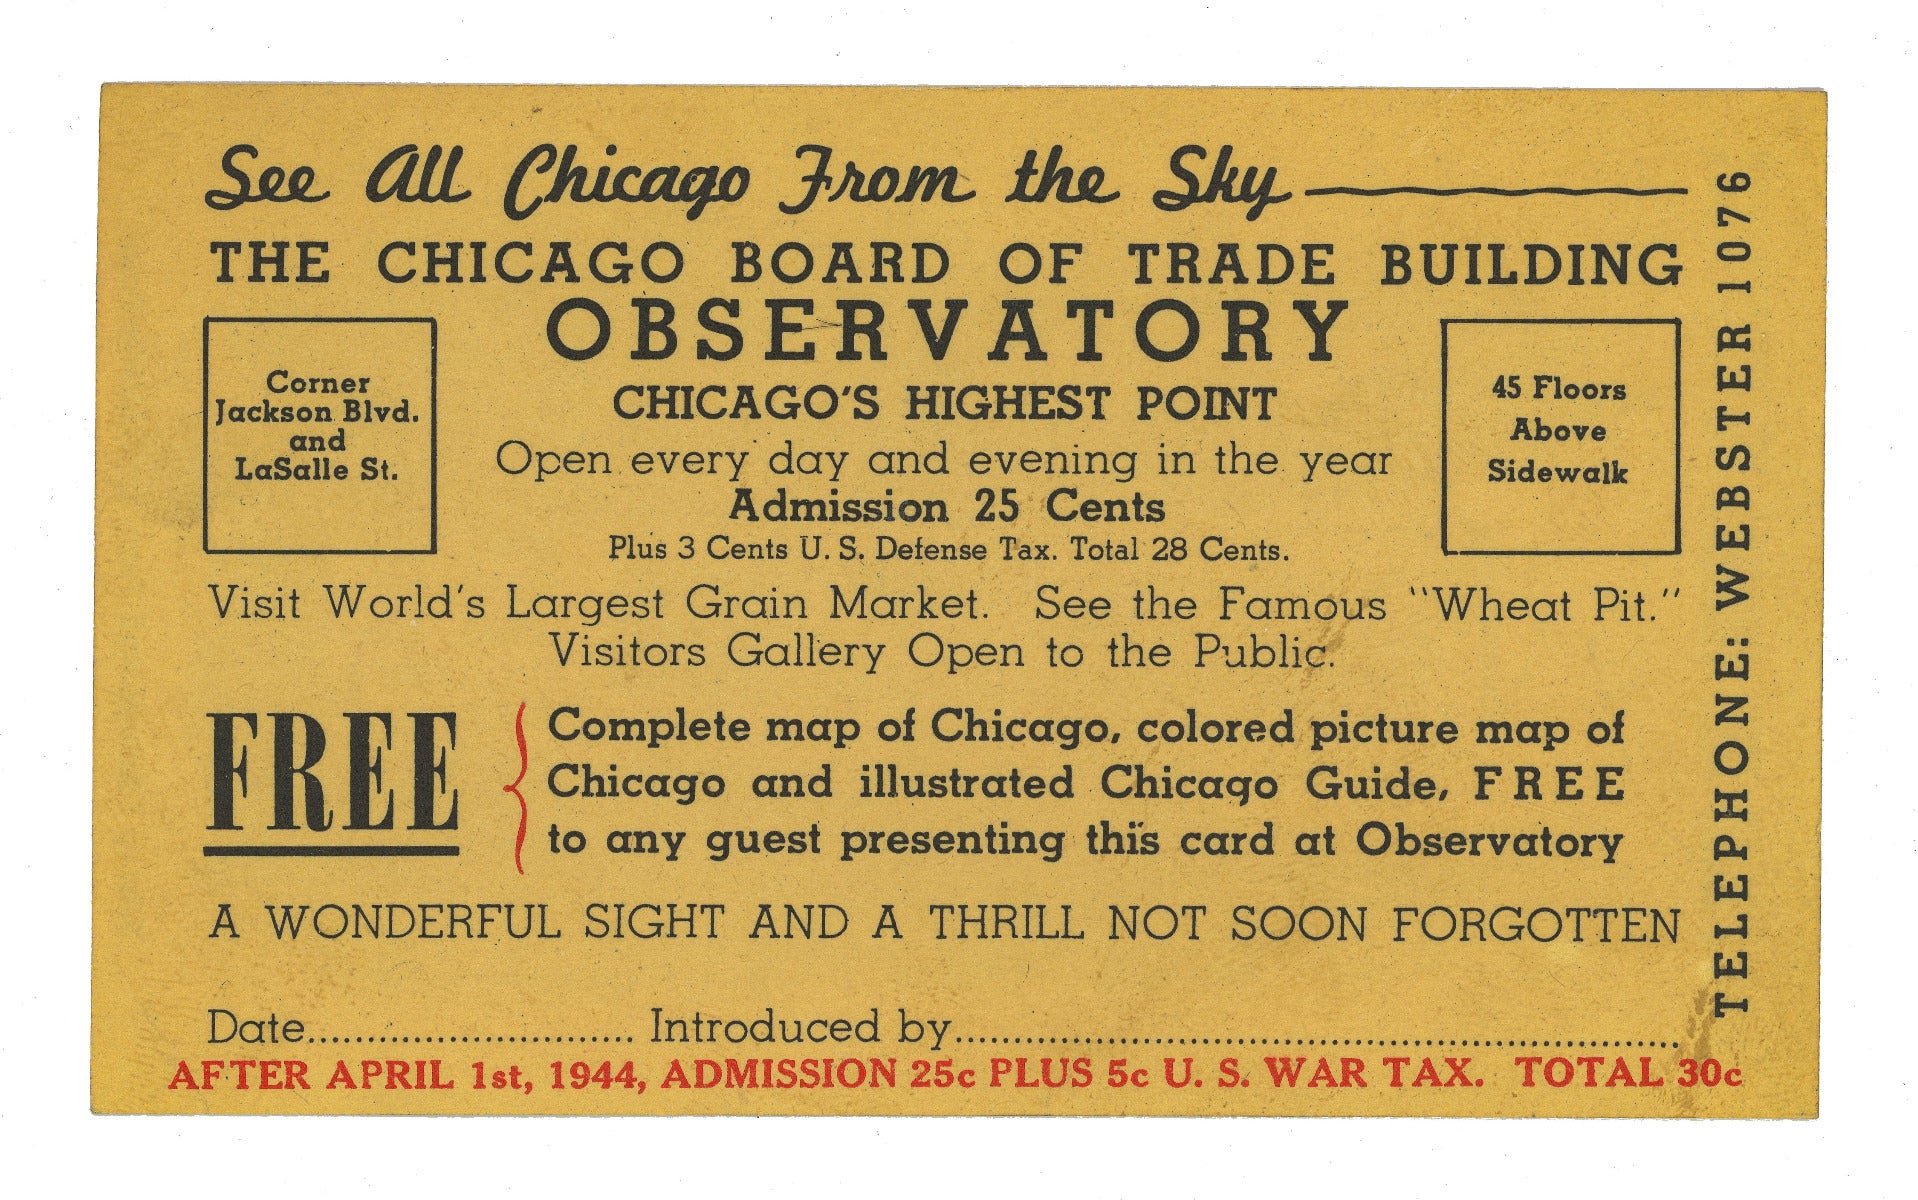 See All Chicago From the Sky
THE CHICAGO BOARD OF TRADE BUILDING
OBSERVATORY
CHICAGO'S HIGHEST POINT
Corner
Jackson Blvd.
and
LaSalle St.
Open every day and evening in the year
Admission 25 Cents
Plus 3 Cents U. S. Defense Tax. Total 28 Cents.
45 Floors
Above
Sidewalk
Visit World's Largest Grain Market. See the Famous "Wheat Pit."
Visitors Gallery Open to the Public.
FREE
Complete map of Chicago, colored picture map of
Chicago and illustrated Chicago Guide, FREE
to any guest presenting this card at Observatory
A WONDERFUL SIGHT AND A THRILL NOT SOON FORGOTTEN
Date........................... Introduced by............................................................
AFTER APRIL 1st, 1944, ADMISSION 25c PLUS 5c U. S. WAR TAX. TOTAL 30c
TELEPHONE: WEBSTER 1076